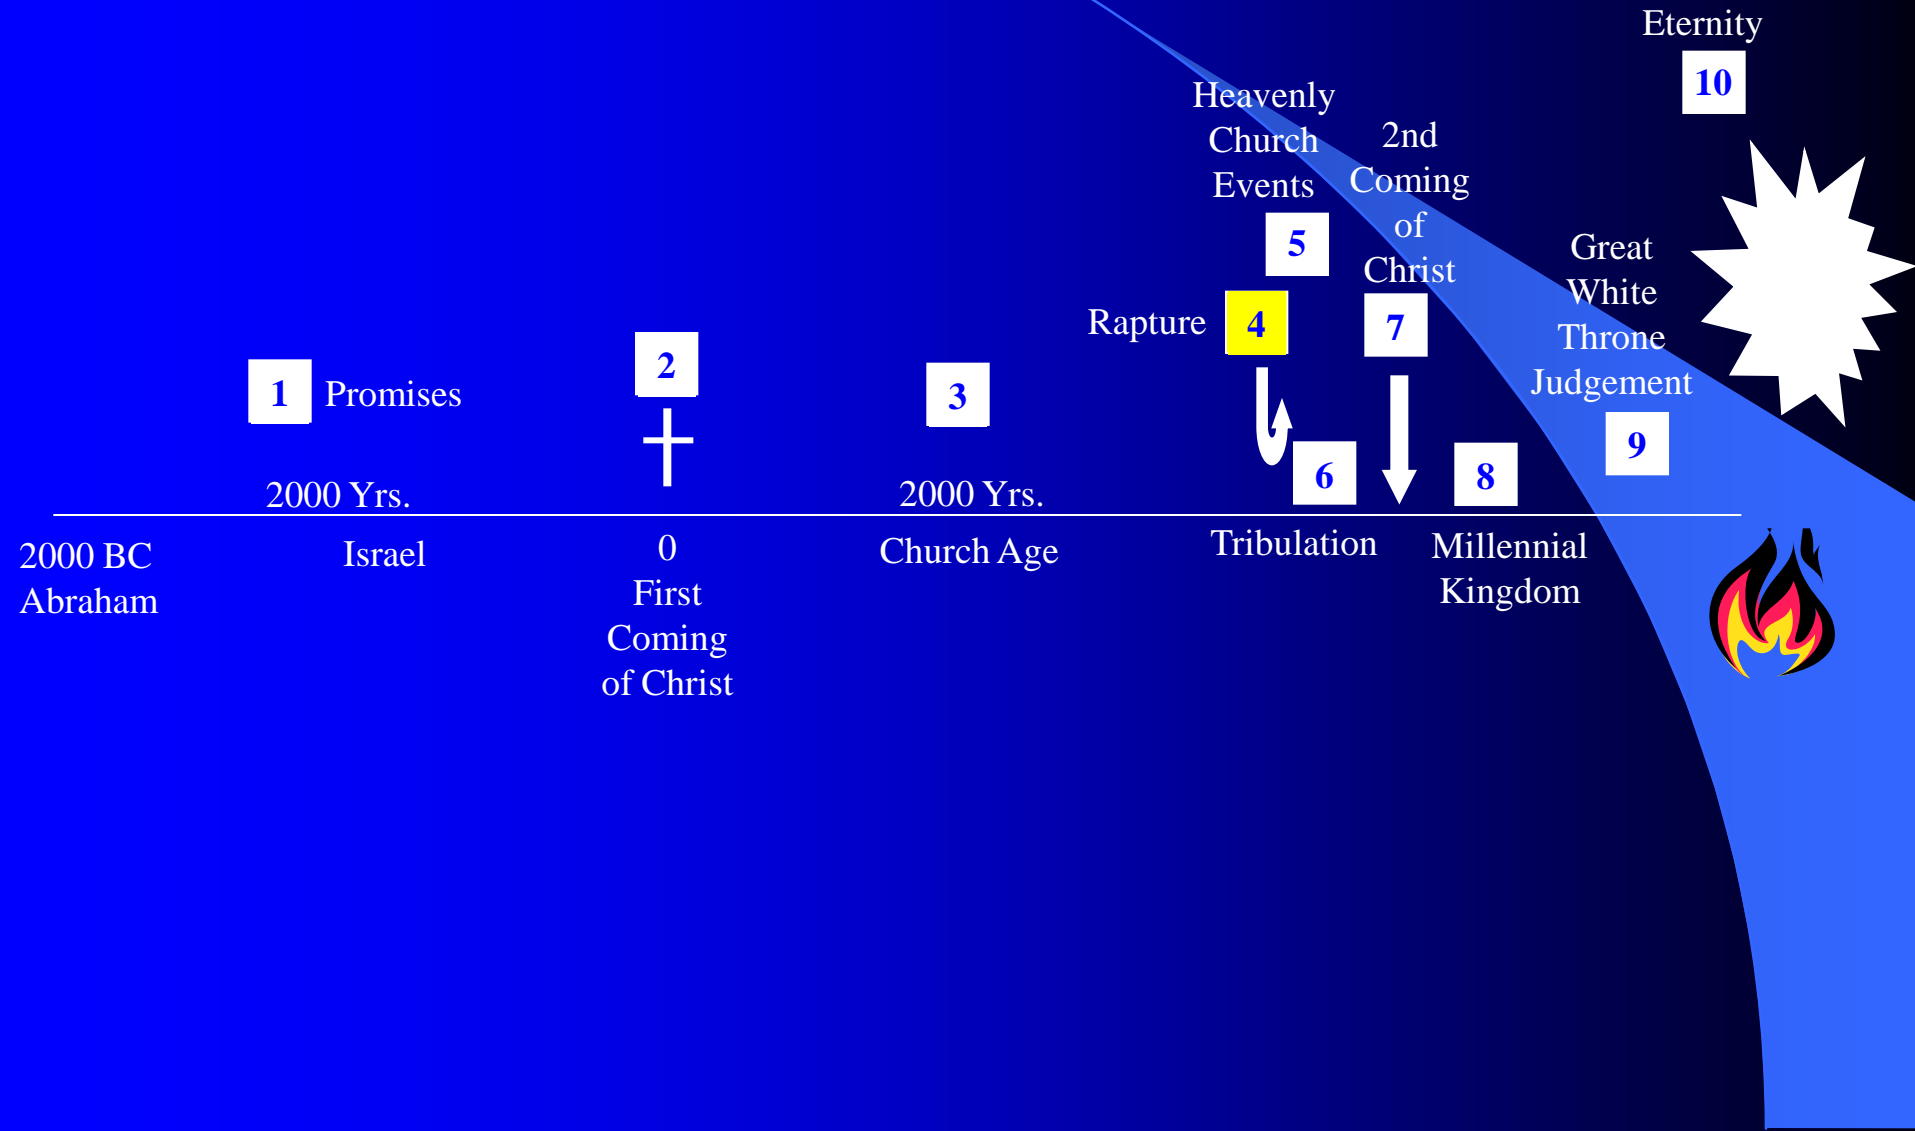 Eternity
10
Heavenly
Church
Events
5
2nd
Coming
of
Christ
7
Great
White
Throne
Judgement
9
Rapture
4
1 Promises
2
3
6
8
2000 Yrs.
2000 Yrs.
2000 BC
Abraham
Israel
0
First
Coming
of Christ
Church Age
Tribulation
Millennial
Kingdom